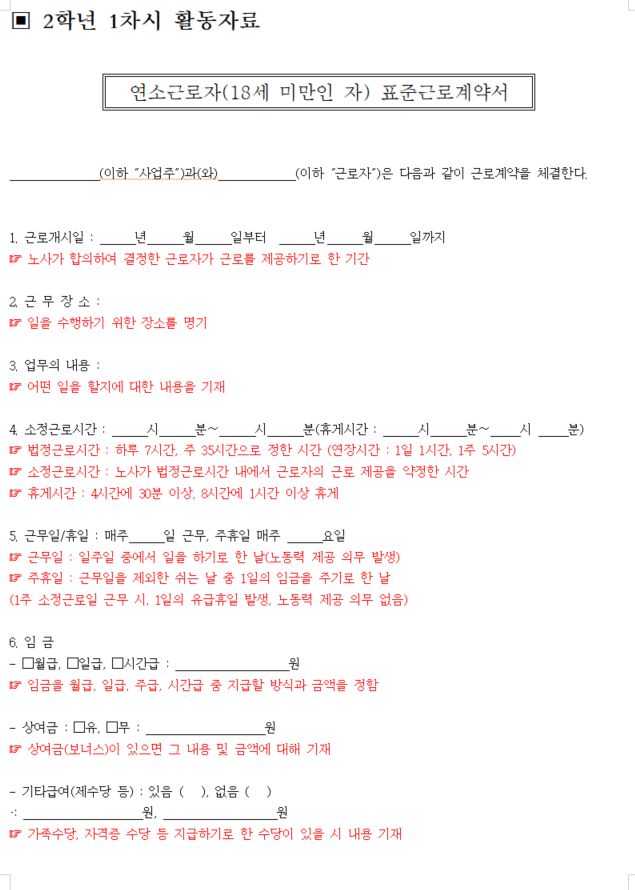 ▣ 2학년 1차시 활동자료
연소근로자(18세 미만인 자) 표준근로계약서
____________(이하 “사업주”)과(와)__________(이하 “근로자”)은 다음과 같이 근로계약을 체결한다.
1. 근로개시일 : _____년_____월_____일부터 _____년_____월_____일까지
☞ 노사가 합의하여 결정한 근로자가 근로를 제공하기로 한 기간
2. 근 무 장 소 :
☞ 일을 수행하기 위한 장소를 명기
3. 업무의 내용 :
☞ 어떤 일을 할지에 대한 내용을 기재
4. 소정근로시간 : _____시_____분～_____시_____분(휴게시간 : _____시_____분～____시 ____분)
☞ 법정근로시간 : 하루 7시간, 주 35시간으로 정한 시간 (연장시간 : 1일 1시간, 1주 5시간)
☞ 소정근로시간 : 노사가 법정근로시간 내에서 근로자의 근로 제공을 약정한 시간
☞ 휴게시간 : 4시간에 30분 이상, 8시간에 1시간 이상 휴게
5. 근무일/휴일 : 매주_____일 근무, 주휴일 매주 _____요일
☞ 근무일 : 일주일 중에서 일을 하기로 한 날(노동력 제공 의무 발생)
☞ 주휴일 : 근무일을 제외한 쉬는 날 중 1일의 임금을 주기로 한 날
(1주 소정근로일 근무 시, 1일의 유급휴일 발생, 노동력 제공 의무 없음)
6. 임 금
- □월급, □일급, □시간급 : ________________원
☞ 임금을 월급, 일급, 주급, 시간급 중 지급할 방식과 금액을 정함
- 상여금 : □유, □무 : ________________원
☞ 상여금(보너스)이 있으면 그 내용 및 금액에 대해 기재
- 기타급여(제수당 등) : 있음 ( ), 없음 ( )
·: ________________원, ________________원
☞ 가족수당, 자격증 수당 등 지급하기로 한 수당이 있을 시 내용 기재